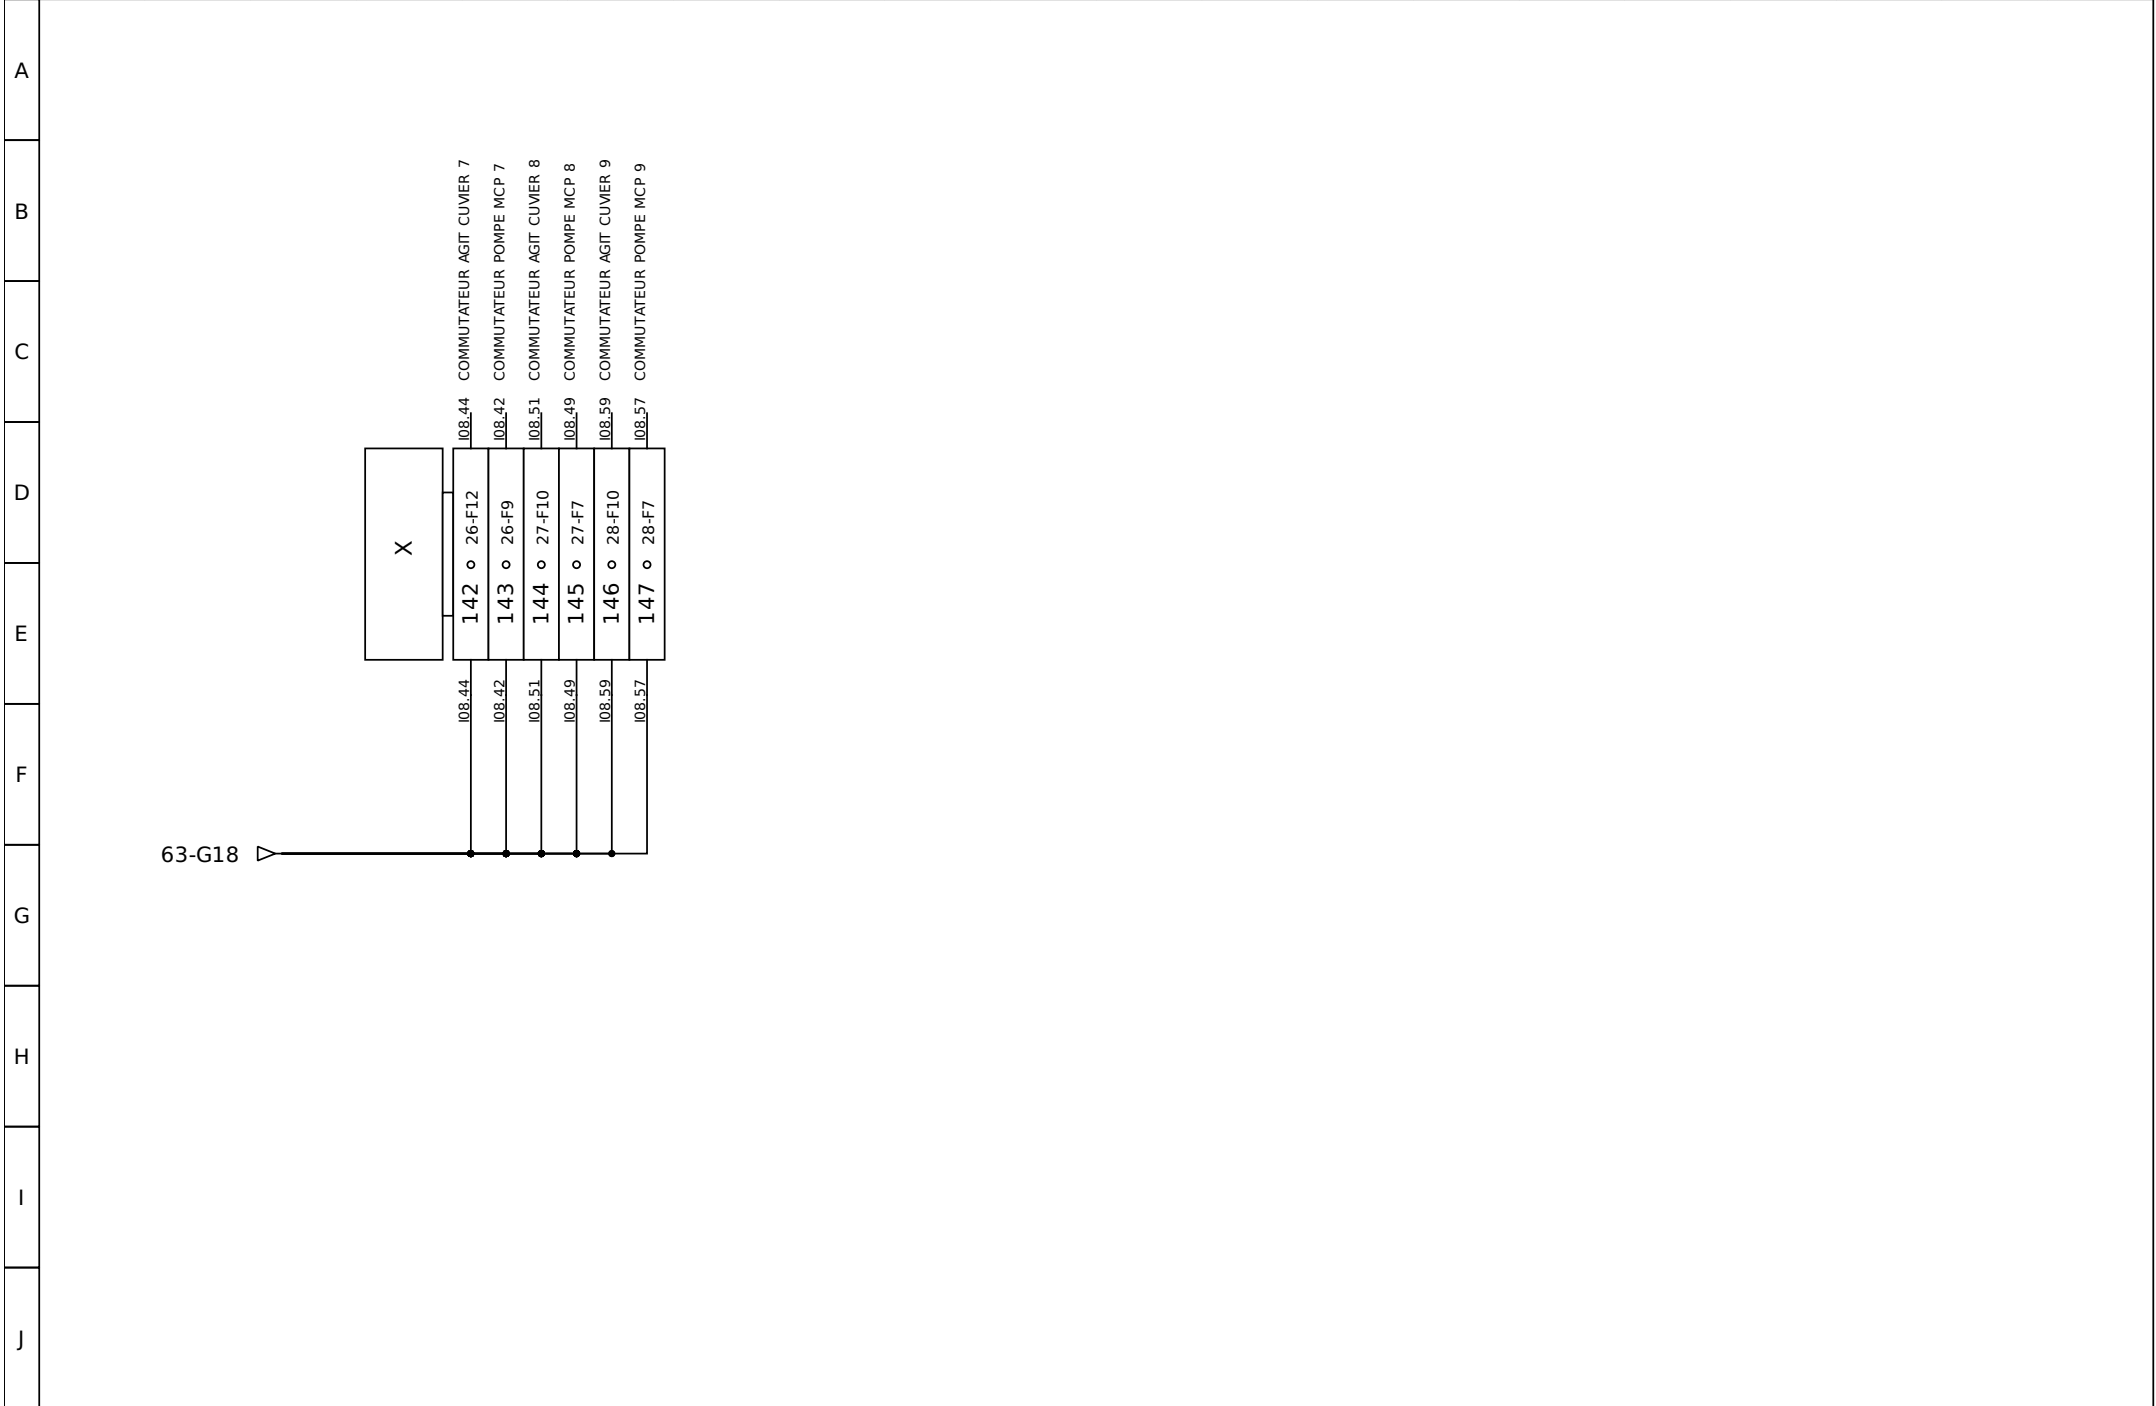 A
B
C
D
E
F
G
H
I
J
COMMUTATEUR AGIT CUVIER 7
COMMUTATEUR POMPE MCP 7
COMMUTATEUR AGIT CUVIER 8
COMMUTATEUR POMPE MCP 8
COMMUTATEUR AGIT CUVIER 9
COMMUTATEUR POMPE MCP 9
I08.44
I08.42
I08.51
I08.49
I08.59
I08.57
X
142 26-F12
143 26-F9
144 27-F10
145 27-F7
146 28-F10
147 28-F7
I08.44
I08.42
I08.51
I08.49
I08.59
I08.57
63-G18